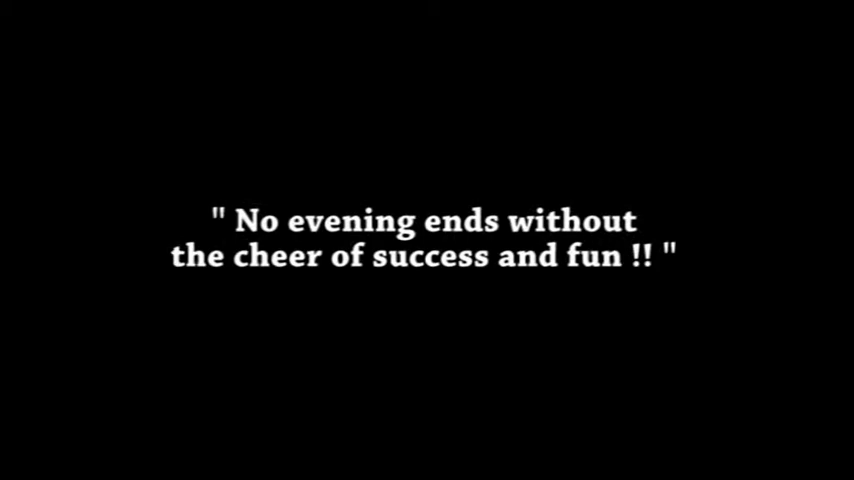 " No evening ends without
the cheer of success and fun !! "